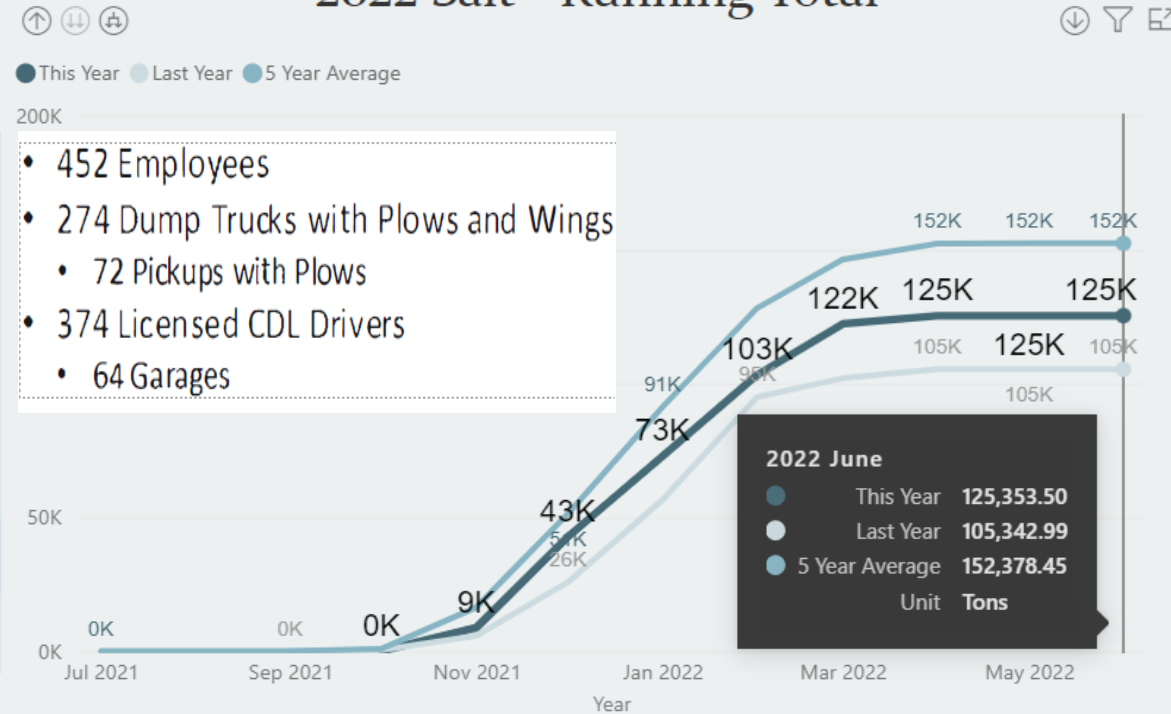 2022 Salt - Running Total
This Year Last Year 5 Year Average
200K
• 452 Employees
• 274 Dump Trucks with Plows and Wings
• 72 Pickups with Plows
• 374 Licensed CDL Drivers
• 64 Garages
152K 152K 152K
122K 125K 125K
103K 105K 125K 105K
95K
91K
105K
73K
50K
43K
51K
26K
9K
0K 0K 0K
0K
2022 June
This Year 125,353.50
Last Year 105,342.99
5 Year Average 152,378.45
Unit Tons
Jul 2021 Sep 2021 Nov 2021 Jan 2022 Mar 2022 May 2022
Year